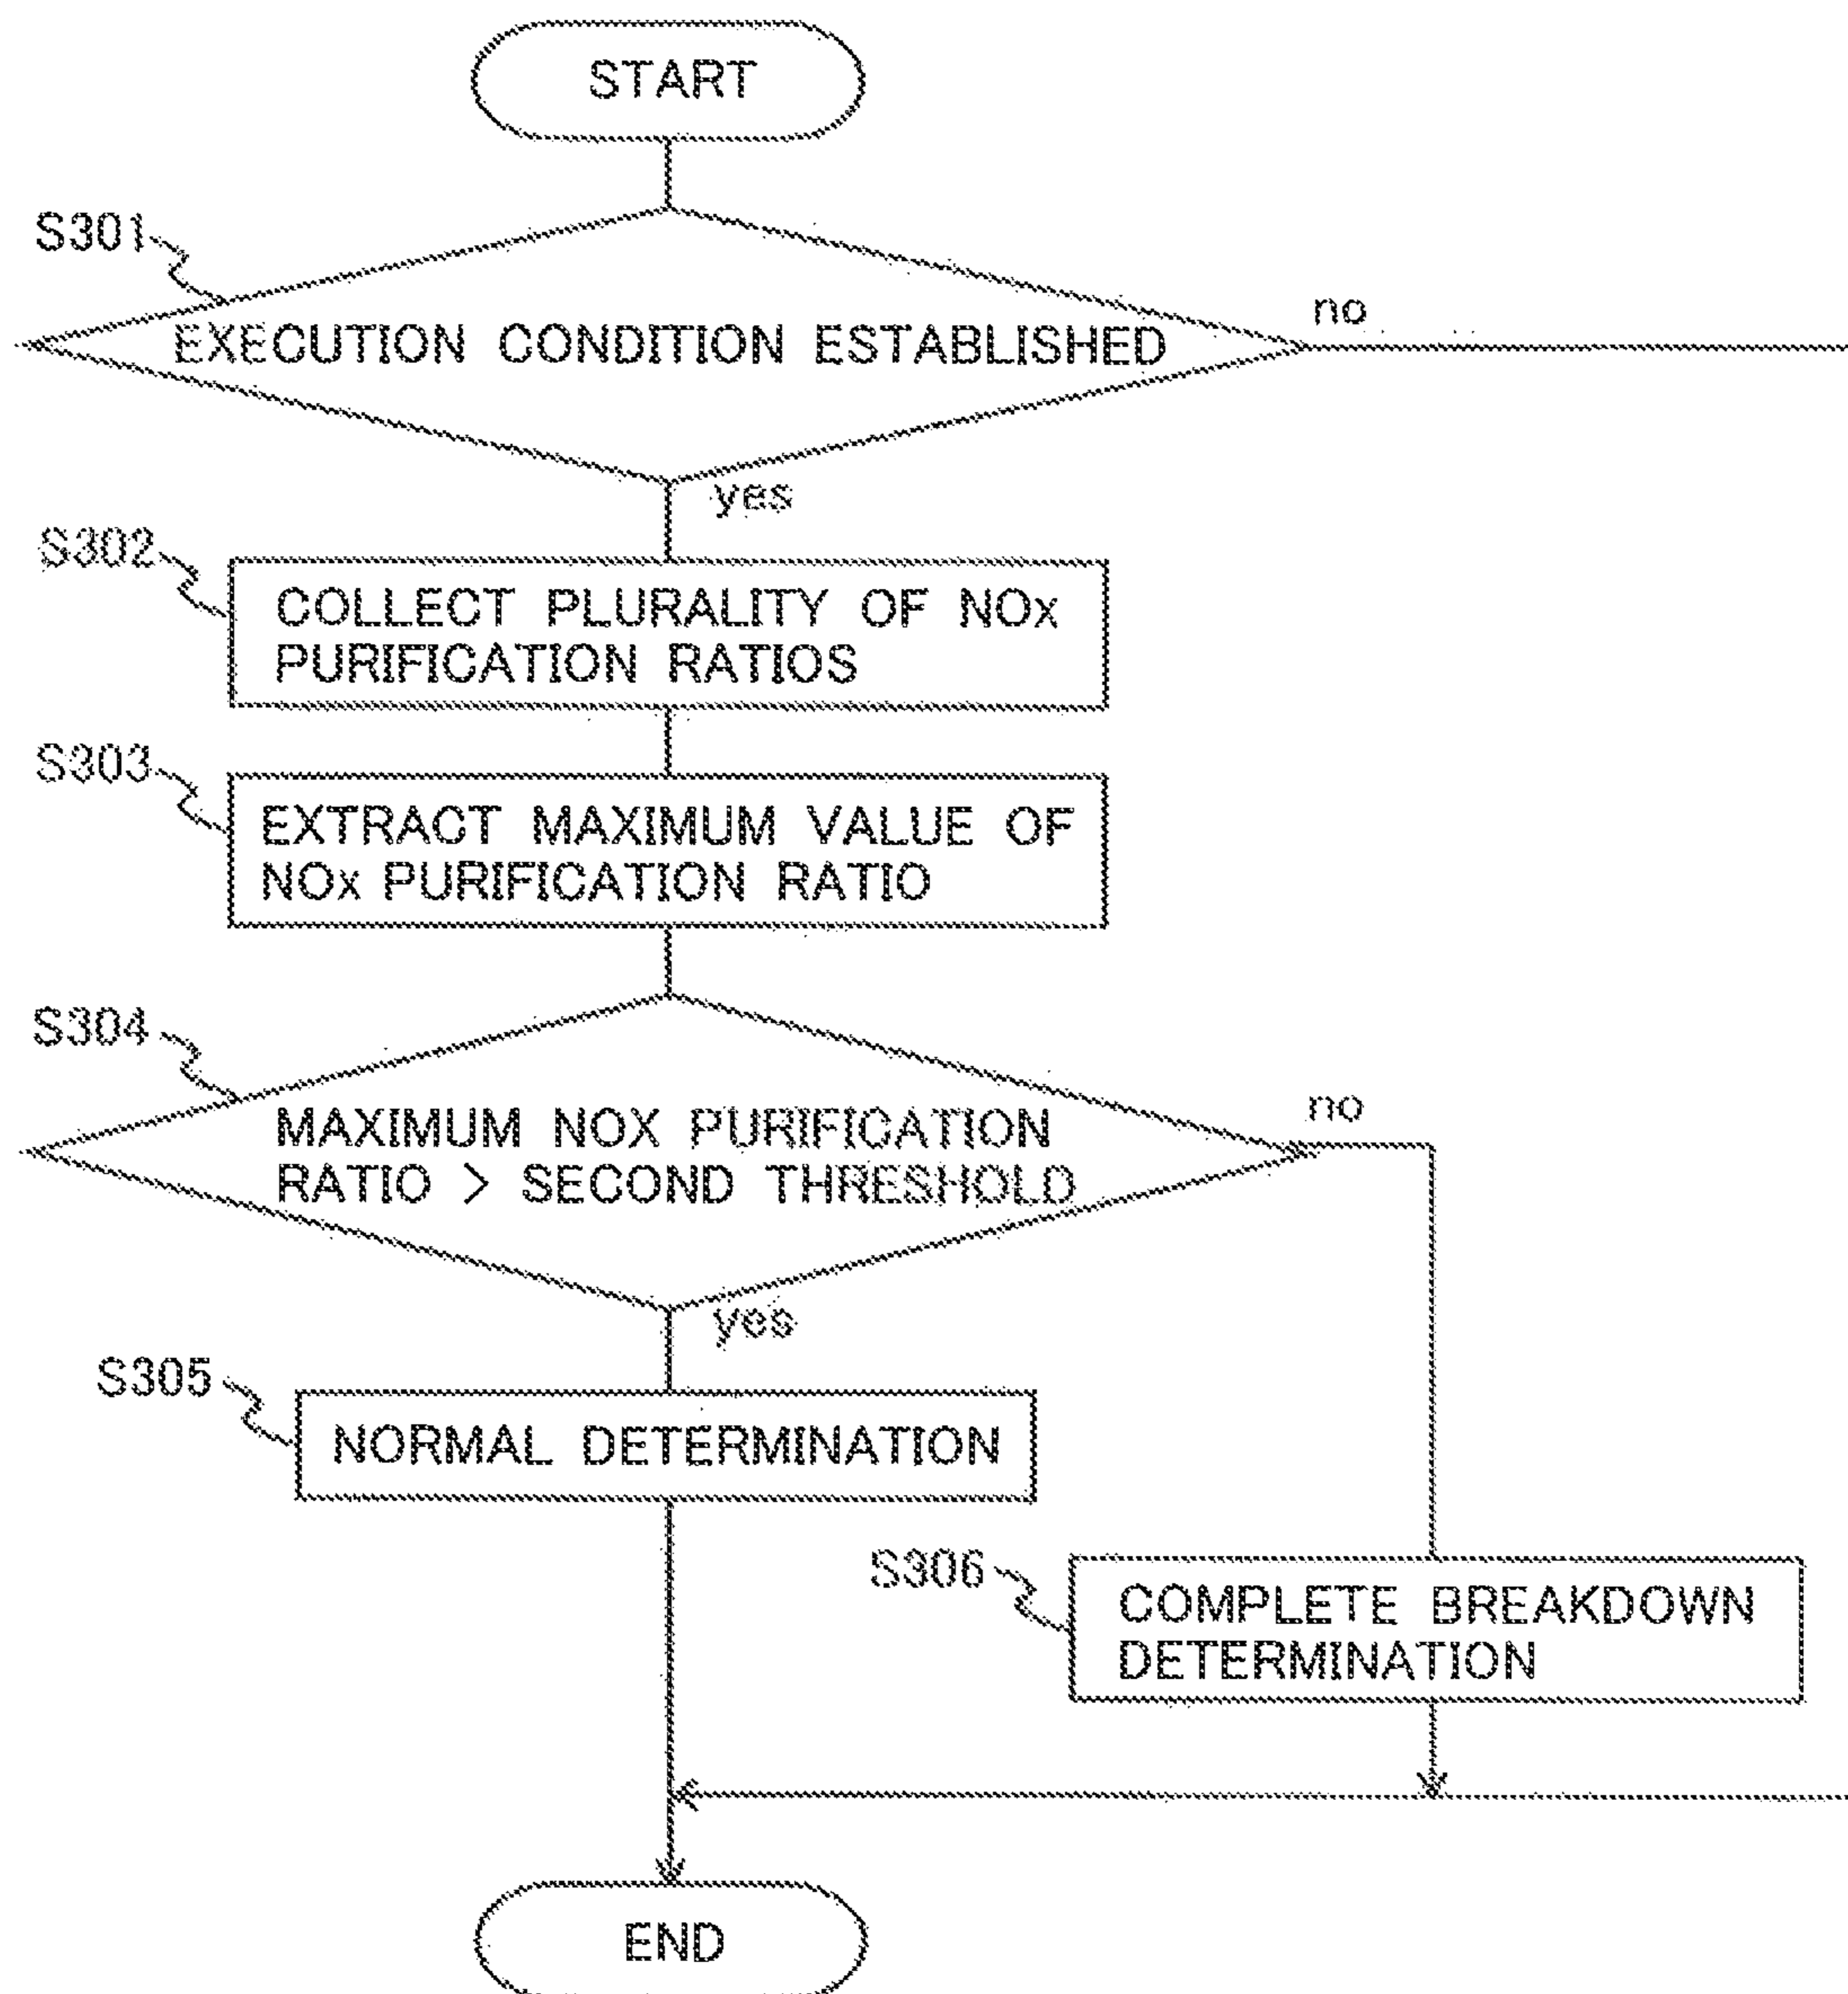 START
S301
EXECUTION CONDITION ESTABLISHED
no
yes
S302
COLLECT PLURALITY OF NOx
PURIFICATION RATIOS
S303
EXTRACT MAXIMUM VALUE OF
NOx PURIFICATION RATIO
S304
MAXIMUM NOX PURIFICATION
RATIO > SECOND THRESHOLD
no
yes
S305
NORMAL DETERMINATION
S306
COMPLETE BREAKDOWN
DETERMINATION
END